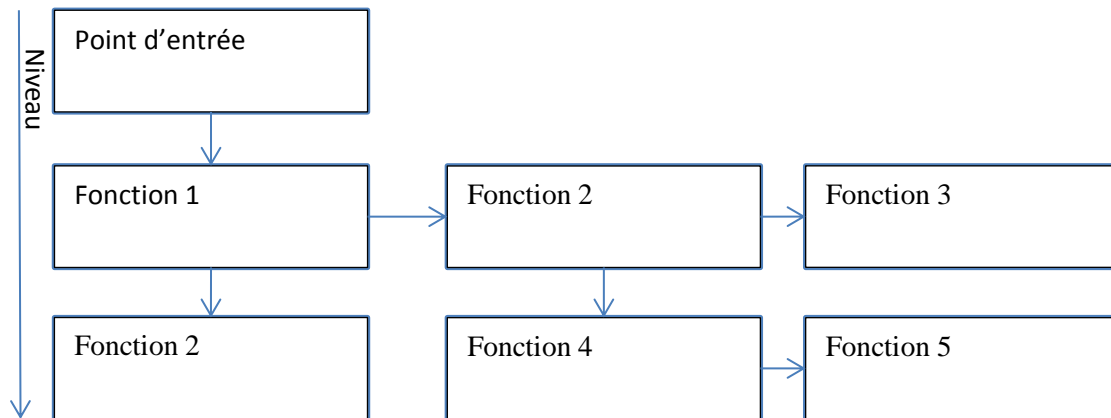 Niveau
Point d’entrée
Fonction 1
Fonction 2
Fonction 3
Fonction 2
Fonction 4
Fonction 5